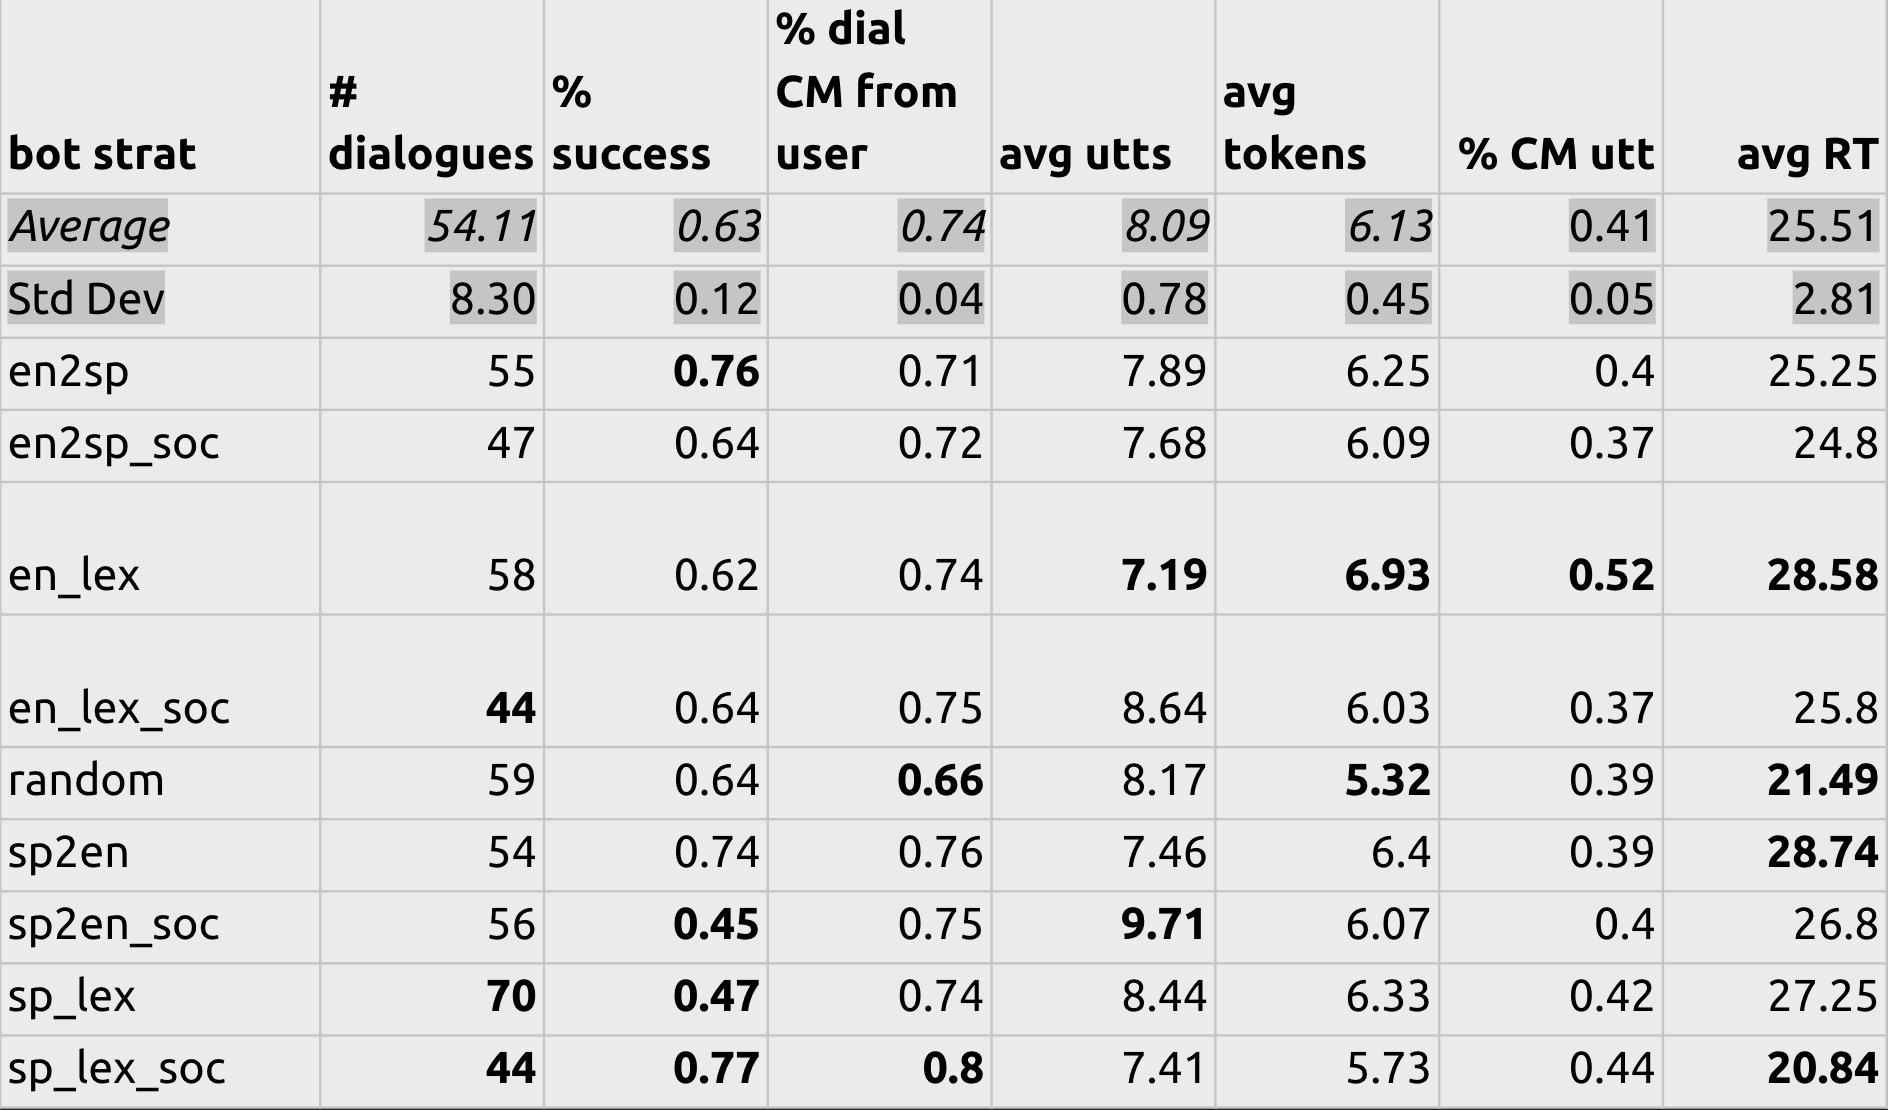 bot strat # dialogues % success % dial CM from user avg utts avg tokens % CM utt avg RT
Average 54.11 0.63 0.74 8.09 6.13 0.41 25.51
Std Dev 8.30 0.12 0.04 0.78 0.45 0.05 2.81
en2sp 55 0.76 0.71 7.89 6.25 0.4 25.25
en2sp_soc 47 0.64 0.72 7.68 6.09 0.37 24.8
en_lex 58 0.62 0.74 7.19 6.93 0.52 28.58
en_lex_soc 44 0.64 0.75 8.64 6.03 0.37 25.8
random 59 0.64 0.66 8.17 5.32 0.39 21.49
sp2en 54 0.74 0.76 7.46 6.4 0.39 28.74
sp2en_soc 56 0.45 0.75 9.71 6.07 0.4 26.8
sp_lex 70 0.47 0.74 8.44 6.33 0.42 27.25
sp_lex_soc 44 0.77 0.8 7.41 5.73 0.44 20.84